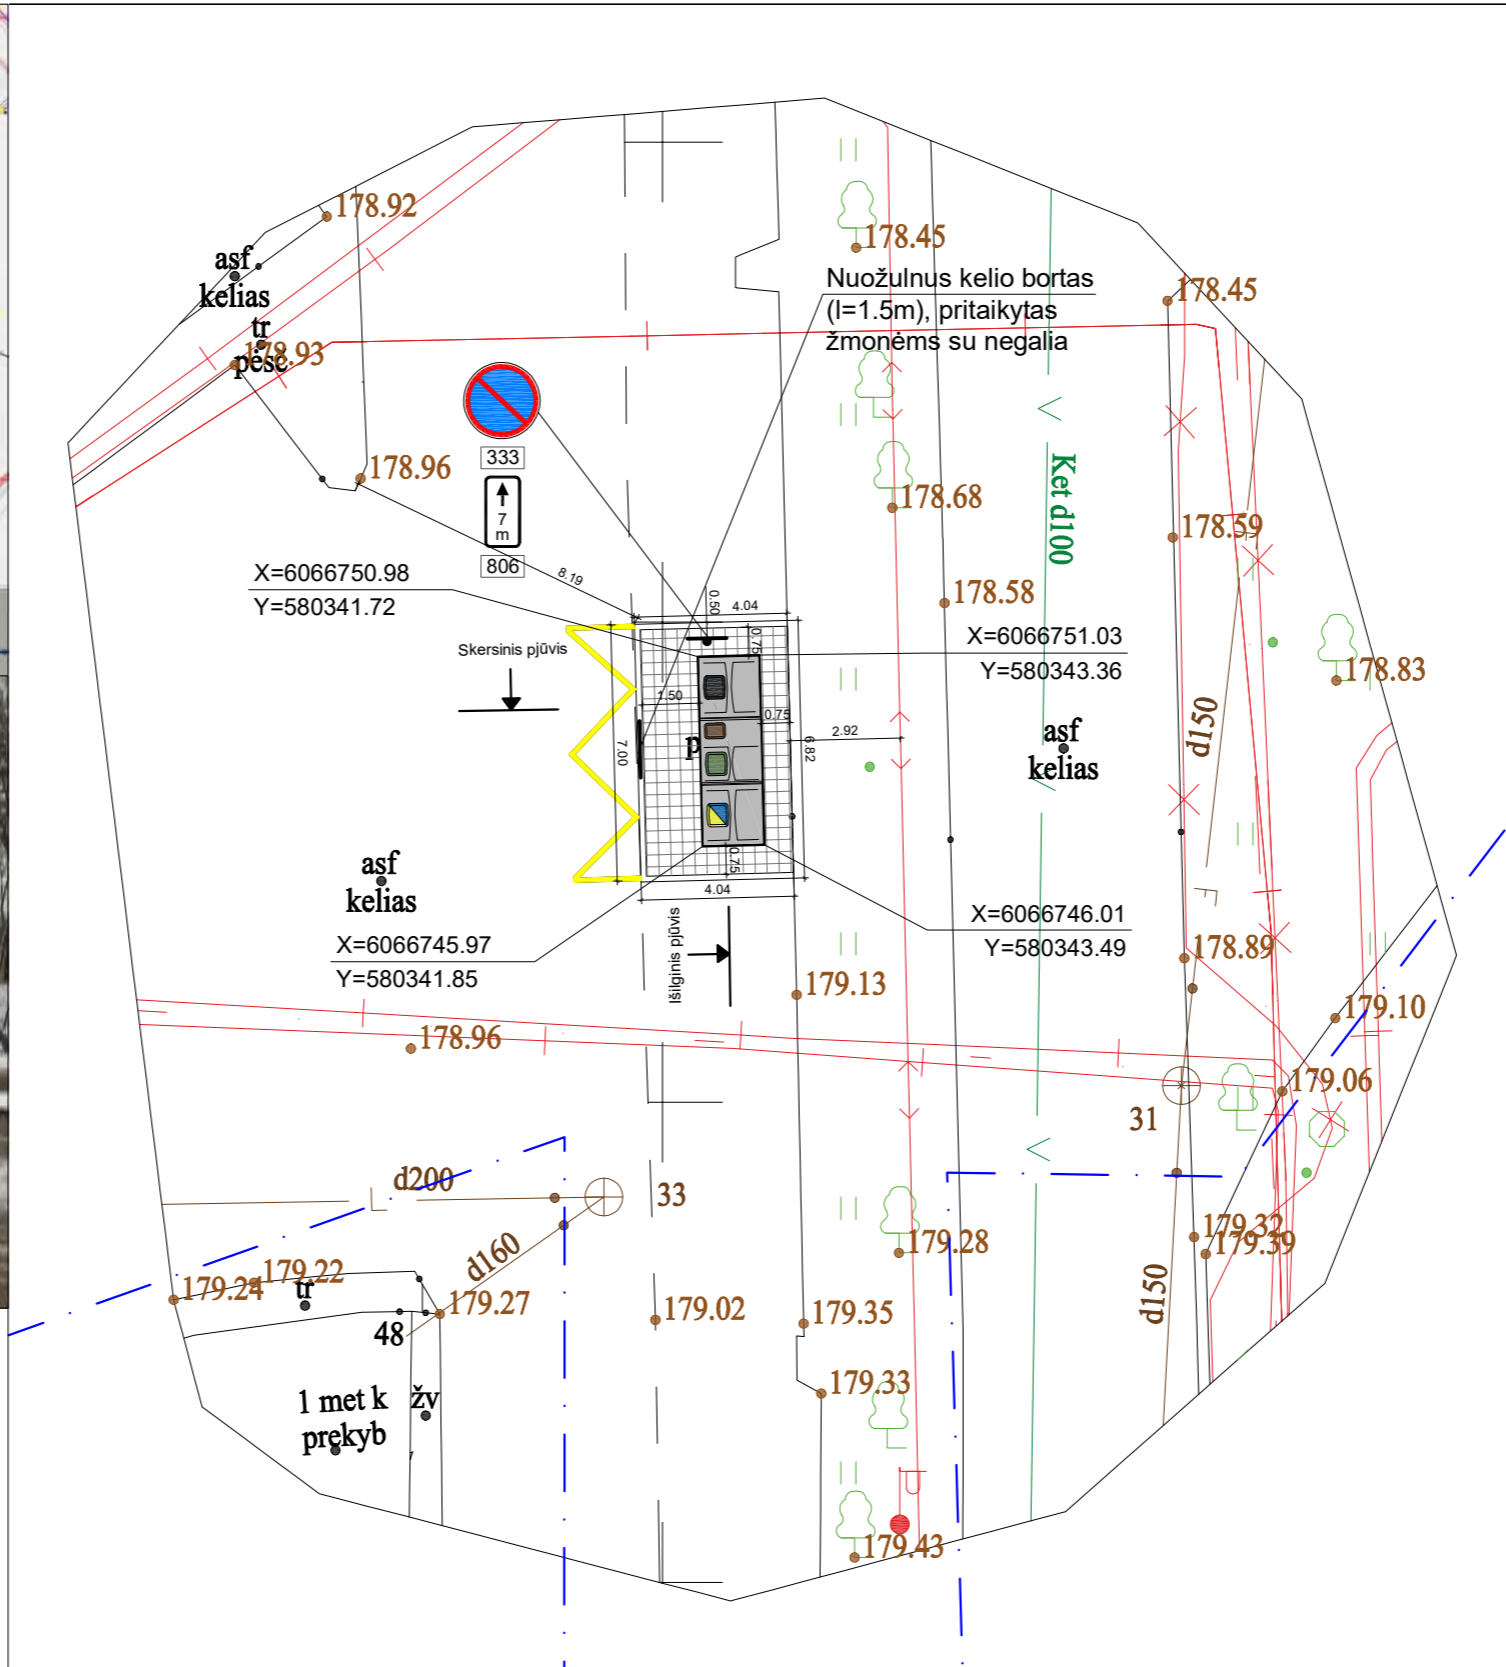 178.92
asf
kelias
178.45
Nuožulnus kelio bortas
(l=1.5m), pritaikytas
žmonėms su negalia
178.45
tr
pėsč
178.93
333
178.96
7
m
806
178.68
Ket d100
178.59
8.19
X=6066750.98
Y=580341.72
178.58
0.50
4.04
0.75
X=6066751.03
Y=580343.36
Skersinis pjūvis
178.83
1.50
0.75
2.92
7.00
6.82
p
d150
asf
kelias
0.75
4.04
asf
kelias
X=6066745.97
Y=580341.85
Išilginis pjūvis
X=6066746.01
Y=580343.49
178.89
179.13
179.10
178.96
179.06
31
d200
33
d160
179.28
179.32
179.39
179.24
179.22
tr
179.27
48
179.02
179.35
d150
179.33
1 met k
prekyb
žv
179.43